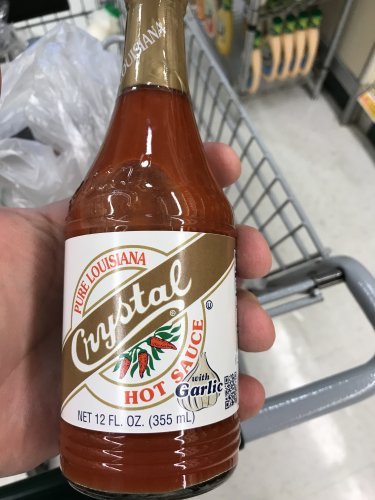 LOUISIANA
PURE LOUISIANA
Crystal
®
HOT SAUCE
with
Garlic
NET 12 FL. OZ. (355 mL)